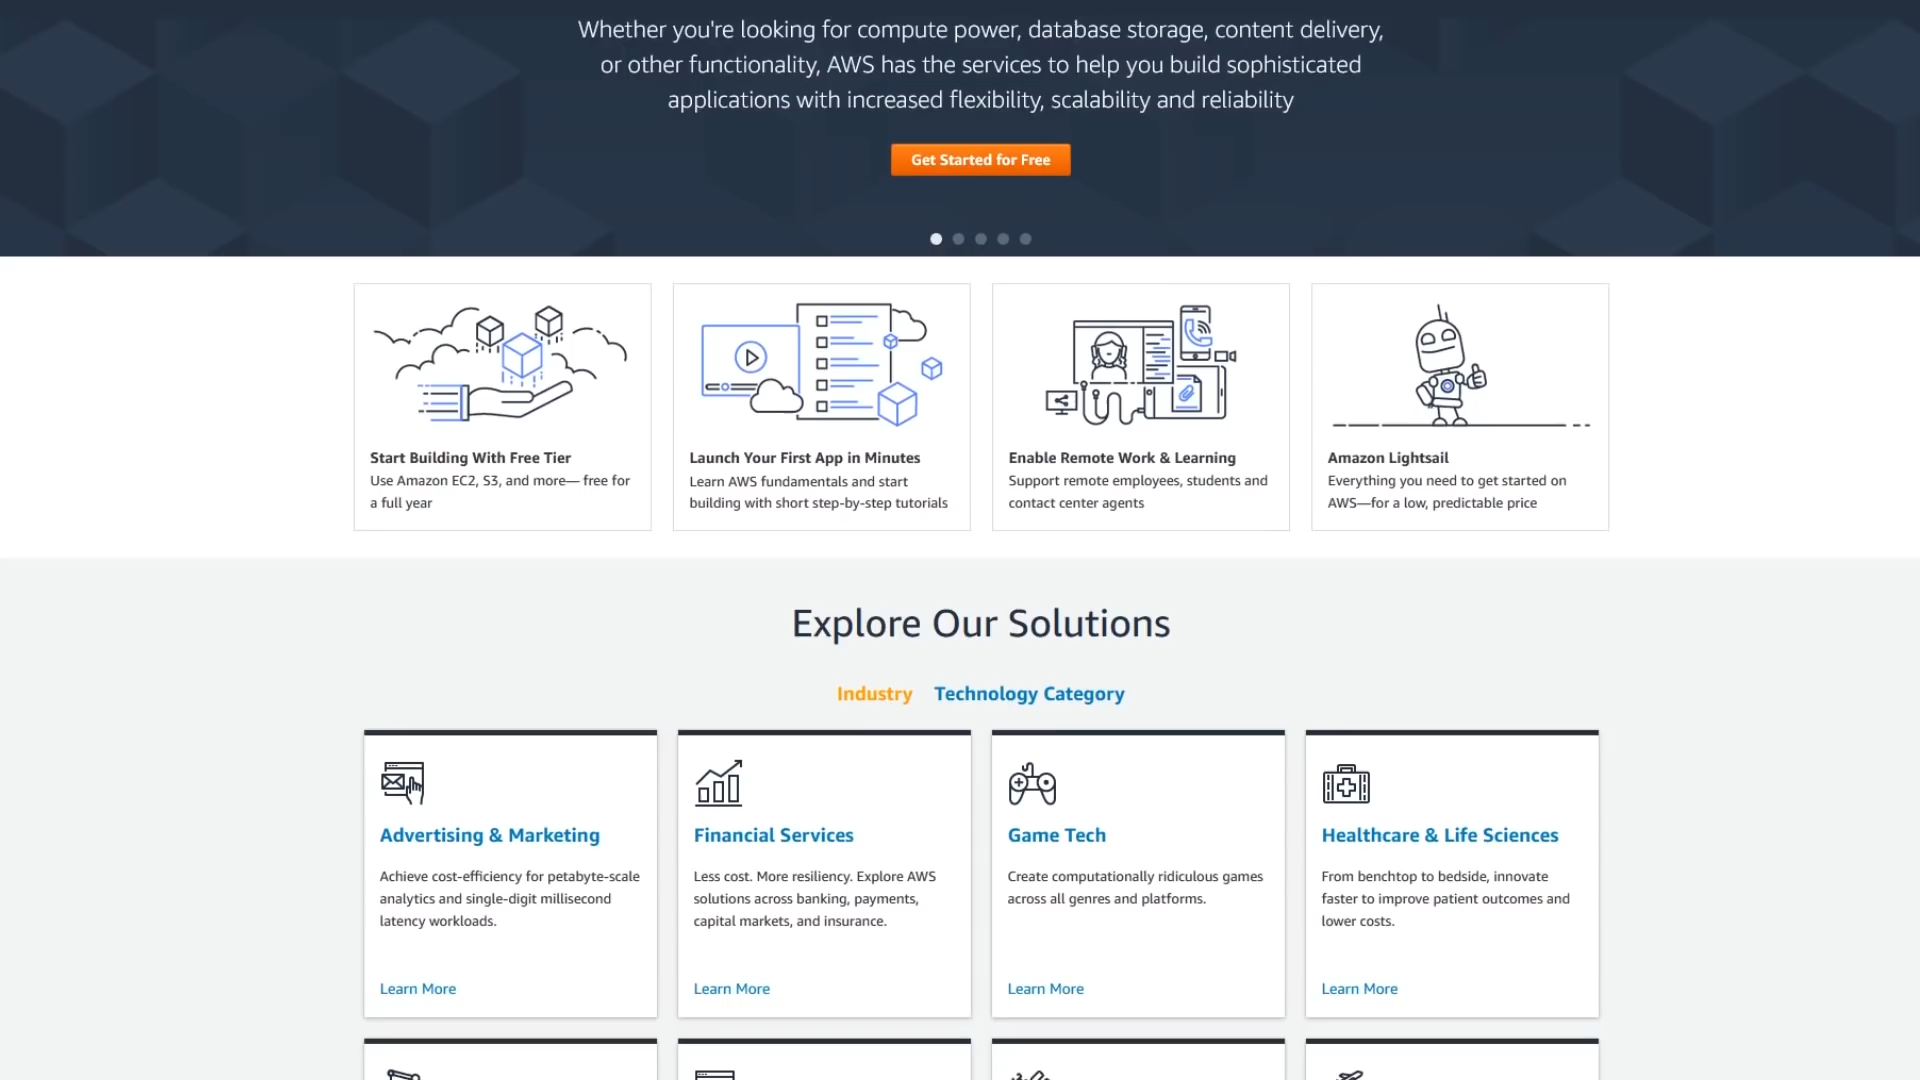 Whether you're looking for compute power, database storage, content delivery,
or other functionality, AWS has the services to help you build sophisticated
applications with increased flexibility, scalability and reliability
Get Started for Free
Start Building With Free Tier
Use Amazon EC2, S3, and more— free for
a full year
Launch Your First App in Minutes
Learn AWS fundamentals and start
building with short step-by-step tutorials
Enable Remote Work & Learning
Support remote employees, students and
contact center agents
Amazon Lightsail
Everything you need to get started on
AWS—for a low, predictable price
Explore Our Solutions
Industry Technology Category
Advertising & Marketing
Achieve cost-efficiency for petabyte-scale
analytics and single-digit millisecond
latency workloads.
Learn More
Financial Services
Less cost. More resiliency. Explore AWS
solutions across banking, payments,
capital markets, and insurance.
Learn More
Game Tech
Create computationally ridiculous games
across all genres and platforms.
Learn More
Healthcare & Life Sciences
From benchtop to bedside, innovate
faster to improve patient outcomes and
lower costs.
Learn More